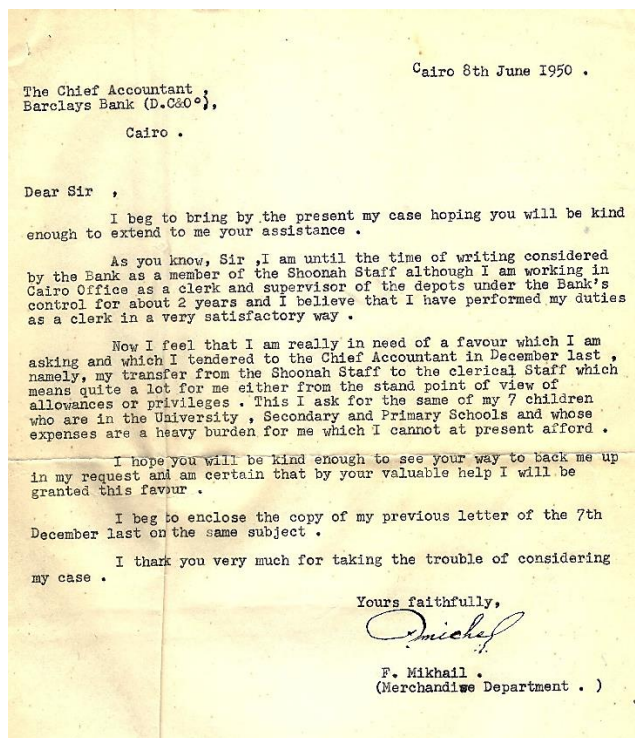 Cairo 8th June 1950 .
The Chief Accountant ,
Barclays Bank (D.C&O°),
Cairo .
Dear Sir ,
I beg to bring by the present my case hoping you will be kind
enough to extend to me your assistance .
As you know, Sir ,I am until the time of writing considered
by the Bank as a member of the Shoonah Staff although I am working in
Cairo Office as a clerk and supervisor of the depots under the Bank's
control for about 2 years and I believe that I have performed my duties
as a clerk in a very satisfactory way .
Now I feel that I am really in need of a favour which I am
asking and which I tendered to the Chief Accountant in December last ,
namely, my transfer from the Shoonah Staff to the clerical Staff which
means quite a lot for me either from the stand point of view of
allowances or privileges . This I ask for the same of my 7 children
who are in the University , Secondary and Primary Schools and whose
expenses are a heavy burden for me which I cannot at present afford .
I hope you will be kind enough to see your way to back me up
in my request and am certain that by your valuable help I will be
granted this favour .
I beg to enclose the copy of my previous letter of the 7th
December last on the same subject .
I thank you very much for taking the trouble of considering
my case .
Yours faithfully,
F. Mikhail .
(Merchandise Department . )